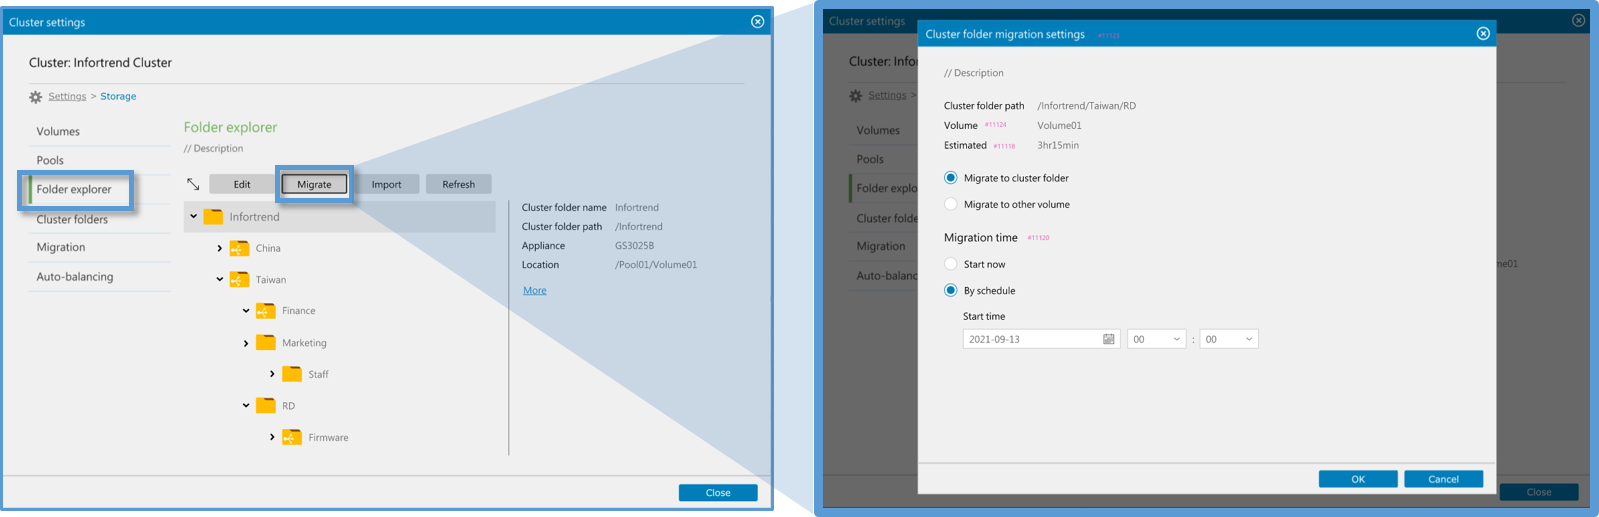 Cluster settings
Cluster: Infortrend Cluster
Settings > Storage
Volumes
Pools
Folder explorer
Cluster folders
Migration
Auto-balancing
Folder explorer
// Description
Edit Migrate Import Refresh
Infortrend
China
Taiwan
Finance
Marketing
Staff
RD
Firmware
Cluster folder name Infortrend
Cluster folder path /Infortrend
Appliance GS3025B
Location /Pool01/Volume01
More
Close
Cluster settings
Cluster: Info
Settings >
Volumes
Pools
Folder explo
Cluster fold
Migration
Auto-balanc
me01
Close
Cluster folder migration settings #11123
// Description
Cluster folder path /Infortrend/Taiwan/RD
Volume #11124 Volume01
Estimated #11118 3hr15min
Migrate to cluster folder
Migrate to other volume
Migration time #11120
Start now
By schedule
Start time
2021-09-13 00 : 00
OK Cancel